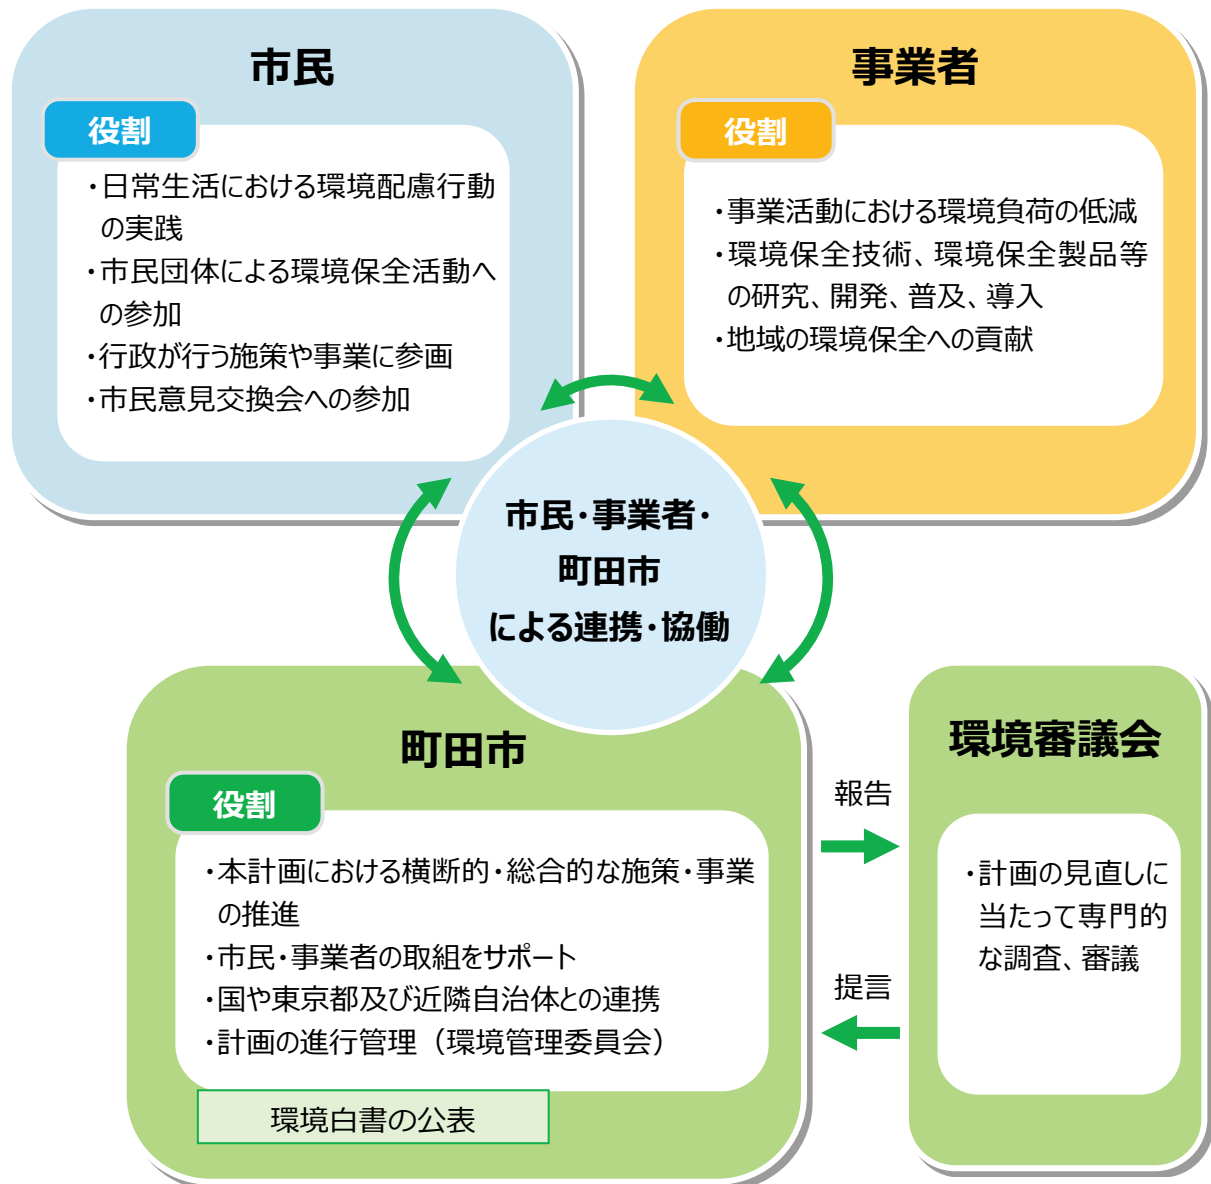 市民
役割
・日常生活における環境配慮行動
の実践
・市民団体による環境保全活動へ
の参加
・行政が行う施策や事業に参画
・市民意見交換会への参加
事業者
役割
・事業活動における環境負荷の低減
・環境保全技術、環境保全製品等
の研究、開発、普及、導入
・地域の環境保全への貢献
市民・事業者・
町田市
による連携・協働
町田市
役割
・本計画における横断的・総合的な施策・事業
の推進
・市民・事業者の取組をサポート
・国や東京都及び近隣自治体との連携
・計画の進行管理（環境管理委員会）
環境白書の公表
報告
提言
環境審議会
・計画の見直しに
当たって専門的
な調査、審議